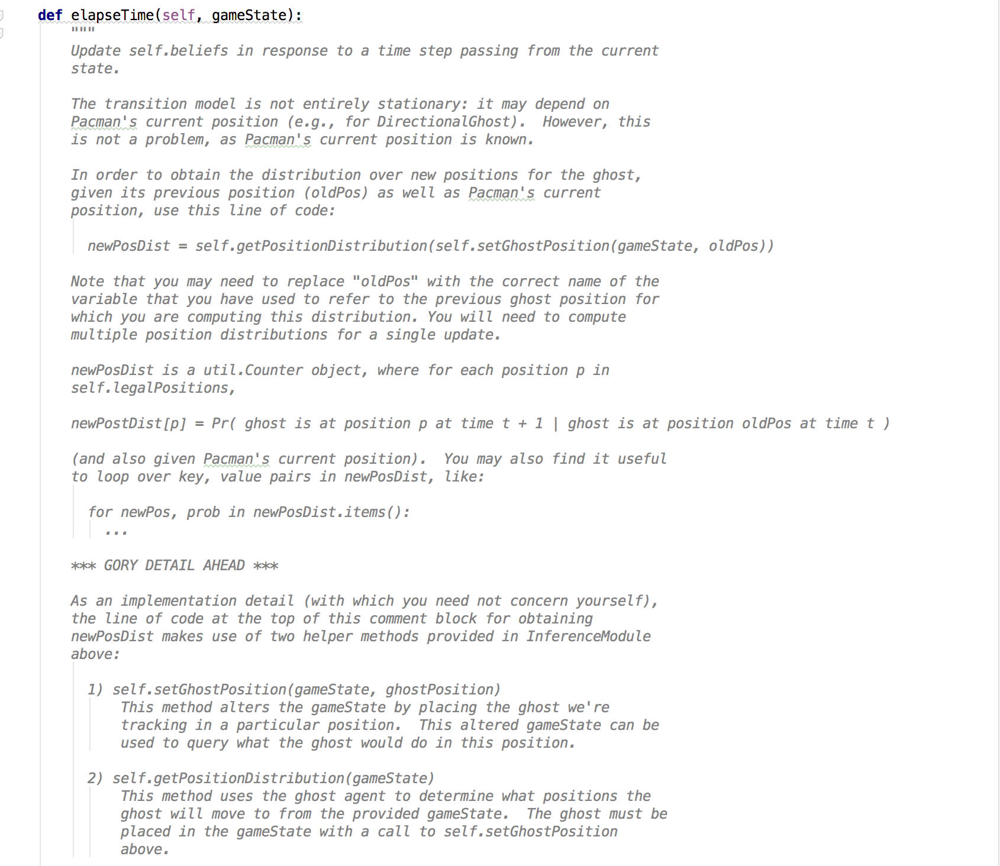 def elapseTime(self, gameState):
"""
Update self.beliefs in response to a time step passing from the current
state.
The transition model is not entirely stationary: it may depend on
Pacman's current position (e.g., for DirectionalGhost).  However, this
is not a problem, as Pacman's current position is known.
In order to obtain the distribution over new positions for the ghost,
given its previous position (oldPos) as well as Pacman's current
position, use this line of code:
newPosDist = self.getPositionDistribution(self.setGhostPosition(gameState, oldPos))
Note that you may need to replace "oldPos" with the correct name of the
variable that you have used to refer to the previous ghost position for
which you are computing this distribution. You will need to compute
multiple position distributions for a single update.
newPosDist is a util.Counter object, where for each position p in
self.legalPositions,
newPostDist[p] = Pr( ghost is at position p at time t + 1 | ghost is at position oldPos at time t )
(and also given Pacman's current position).  You may also find it useful
to loop over key, value pairs in newPosDist, like:
for newPos, prob in newPosDist.items():
...
*** GORY DETAIL AHEAD ***
As an implementation detail (with which you need not concern yourself),
the line of code at the top of this comment block for obtaining
newPosDist makes use of two helper methods provided in InferenceModule
above:
1) self.setGhostPosition(gameState, ghostPosition)
This method alters the gameState by placing the ghost we're
tracking in a particular position.  This altered gameState can be
used to query what the ghost would do in this position.
2) self.getPositionDistribution(gameState)
This method uses the ghost agent to determine what positions the
ghost will move to from the provided gameState.  The ghost must be
placed in the gameState with a call to self.setGhostPosition
above.